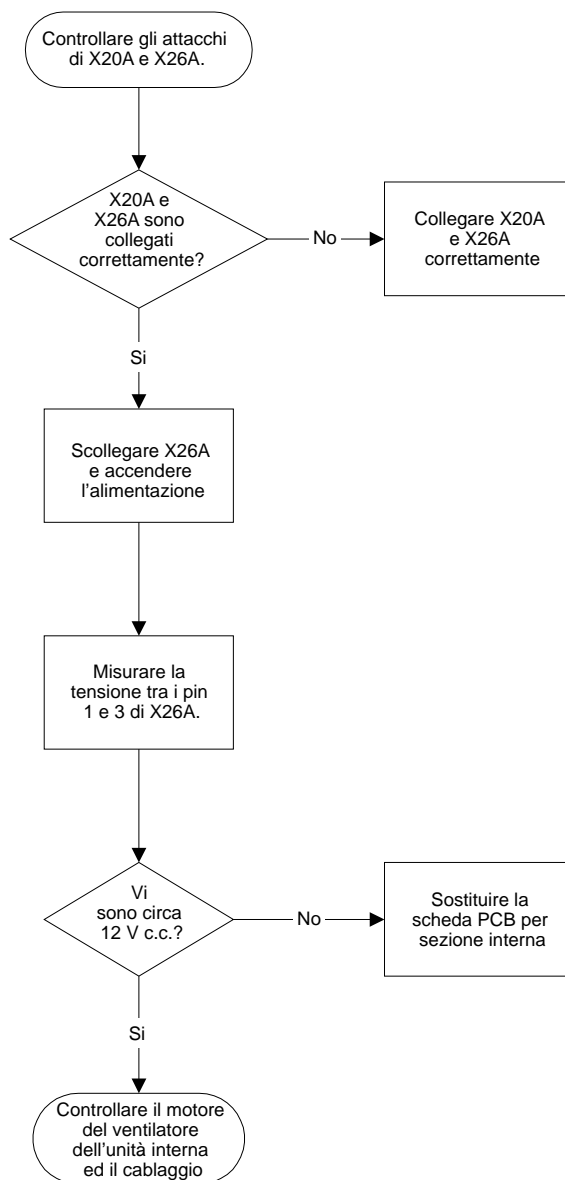 Controllare gli attacchi
di X20A e X26A.
X20A e
X26A sono
collegati
correttamente?
No
Collegare X20A
e X26A
correttamente
Si
Scollegare X26A
e accendere
l'alimentazione
Misurare la
tensione tra i pin
1 e 3 di X26A.
Vi
sono circa
12 V c.c.?
No
Sostituire la
scheda PCB per
sezione interna
Si
Controllare il motore
del ventilatore
dell'unità interna
ed il cablaggio